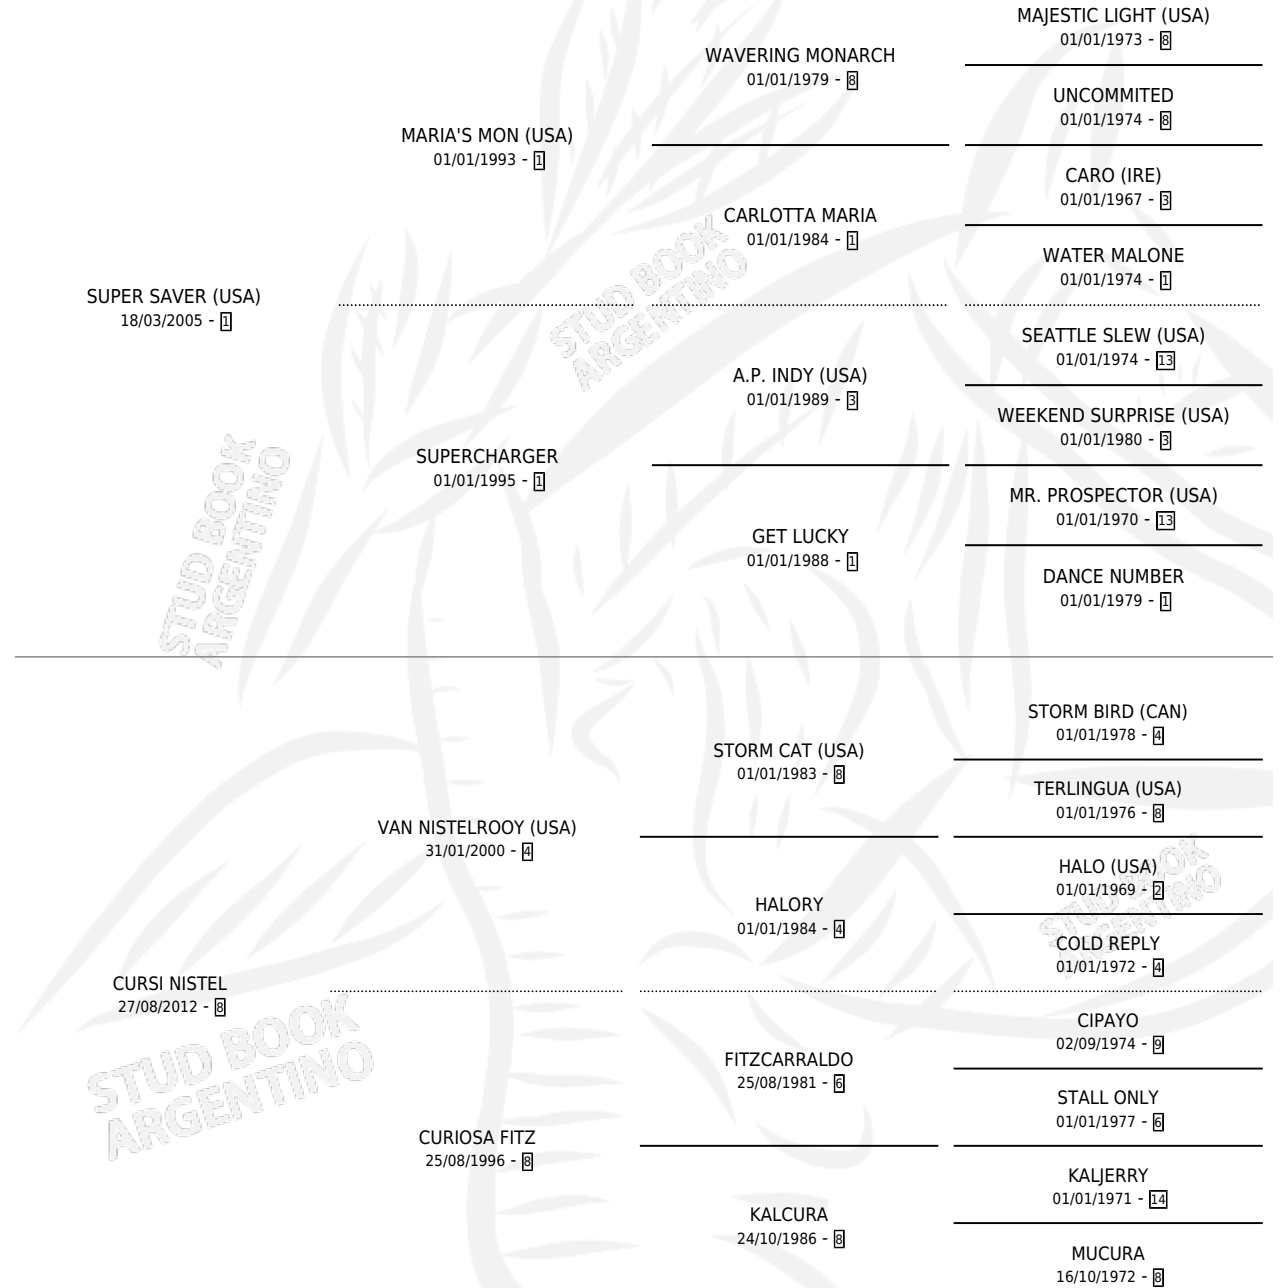 MAJESTIC LIGHT (USA)
01/01/1973 - 8
WAVERING MONARCH
01/01/1979 - 8
UNCOMMITED
01/01/1974 - 8
MARIA'S MON (USA)
01/01/1993 - 1
CARO (IRE)
01/01/1967 - 3
CARLOTTA MARIA
01/01/1984 - 1
WATER MALONE
01/01/1974 - 1
SUPER SAVER (USA)
18/03/2005 - 1
STUD BOOK
ARGENTINO
SEATTLE SLEW (USA)
01/01/1974 - 13
A.P. INDY (USA)
01/01/1989 - 3
WEEKEND SURPRISE (USA)
01/01/1980 - 3
SUPERCHARGER
01/01/1995 - 1
MR. PROSPECTOR (USA)
01/01/1970 - 13
GET LUCKY
01/01/1988 - 1
DANCE NUMBER
01/01/1979 - 1
STUD BOOK
ARGENTINO
STORM BIRD (CAN)
01/01/1978 - 4
STORM CAT (USA)
01/01/1983 - 8
TERLINGUA (USA)
01/01/1976 - 8
VAN NISTELROOY (USA)
31/01/2000 - 4
HALO (USA)
01/01/1969 - 2
HALORY
01/01/1984 - 4
COLD REPLY
01/01/1972 - 4
STUD BOOK
ARGENTINO
CURSI NISTEL
27/08/2012 - 8
CIPAYO
02/09/1974 - 9
FITZCARRALDO
25/08/1981 - 6
STALL ONLY
01/01/1977 - 6
STUD BOOK
ARGENTINO
CURIOSA FITZ
25/08/1996 - 8
KALJERRY
01/01/1971 - 14
KALCURA
24/10/1986 - 8
MUCURA
16/10/1972 - 8